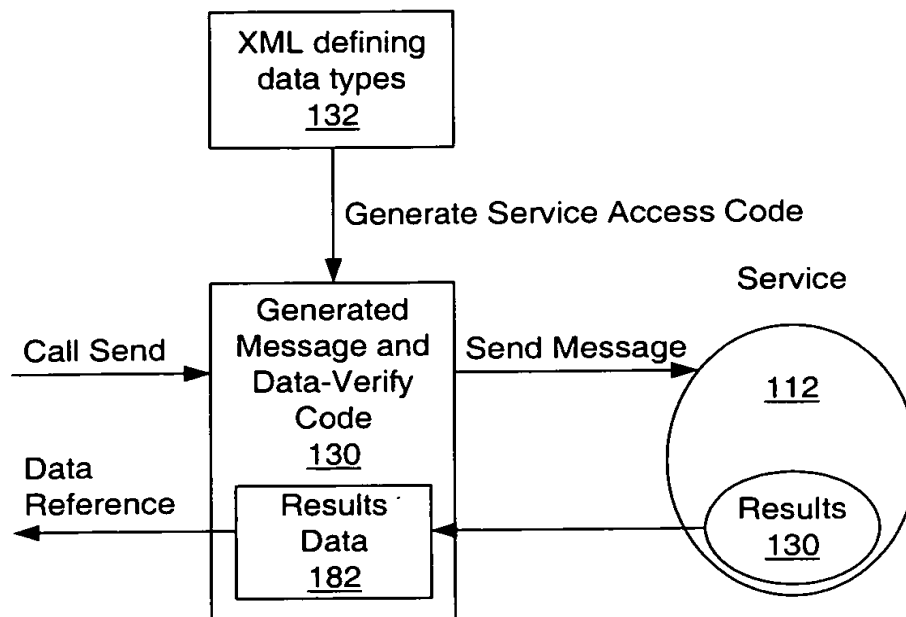 XML defining
data types
132
Generate Service Access Code
Service
Call Send
Generated
Message and
Data-Verify
Code
130
Send Message
112
Data
Reference
Results
Data
182
Results
130